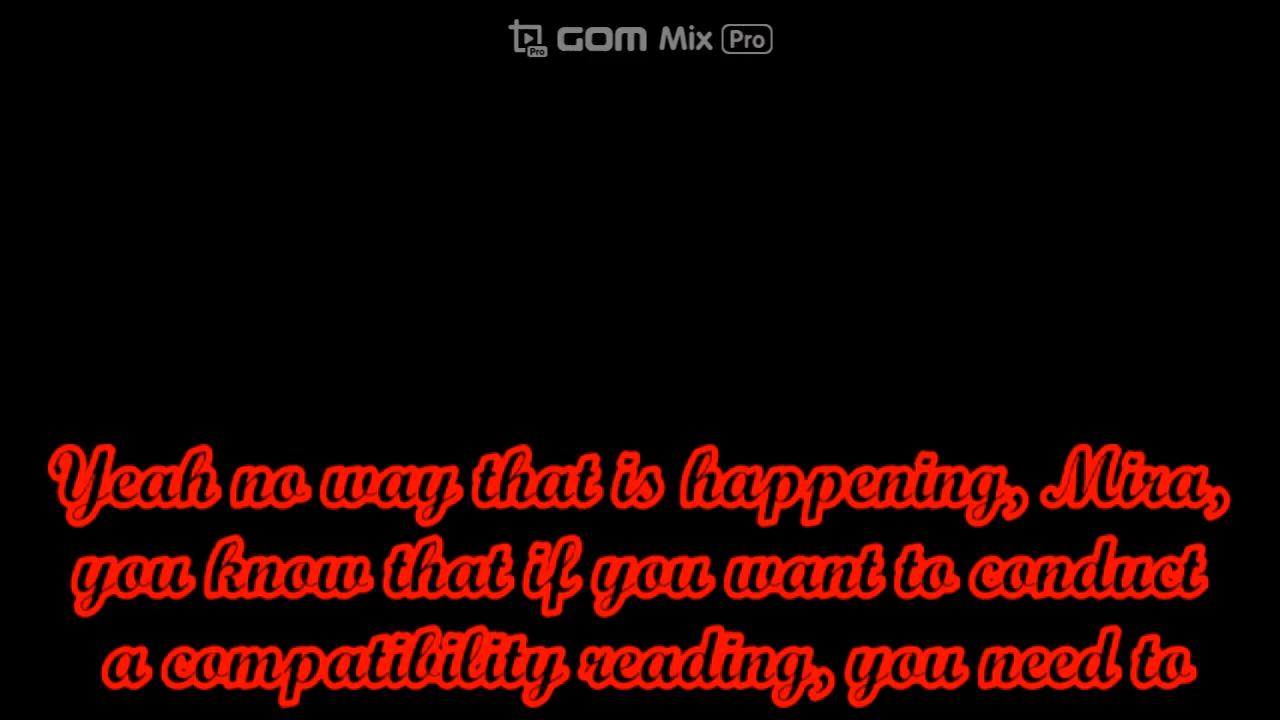 Pro GOM Mix Pro
Yeah no way that is happening, Mira,
you know that if you want to conduct
a compatibility reading, you need to